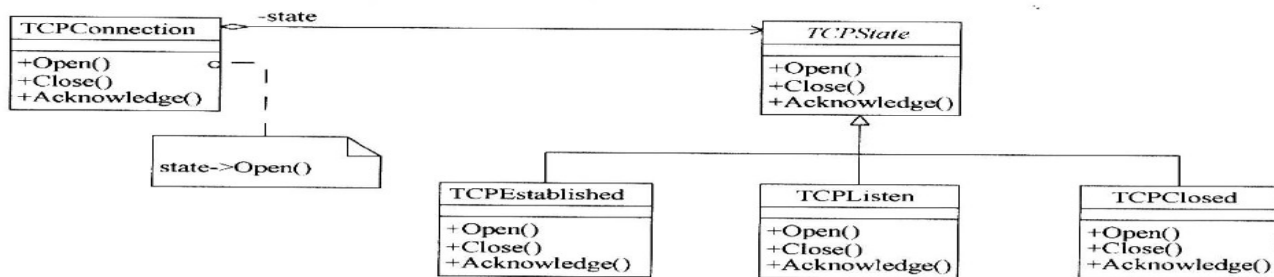 -state
TCPConnection
+Open()
+Close()
+Acknowledge()
TCPState
+Open()
+Close()
+Acknowledge()
state->Open()
TCPEstablished
+Open()
+Close()
+Acknowledge()
TCPListen
+Open()
+Close()
+Acknowledge()
TCPClosed
+Open()
+Close()
+Acknowledge()